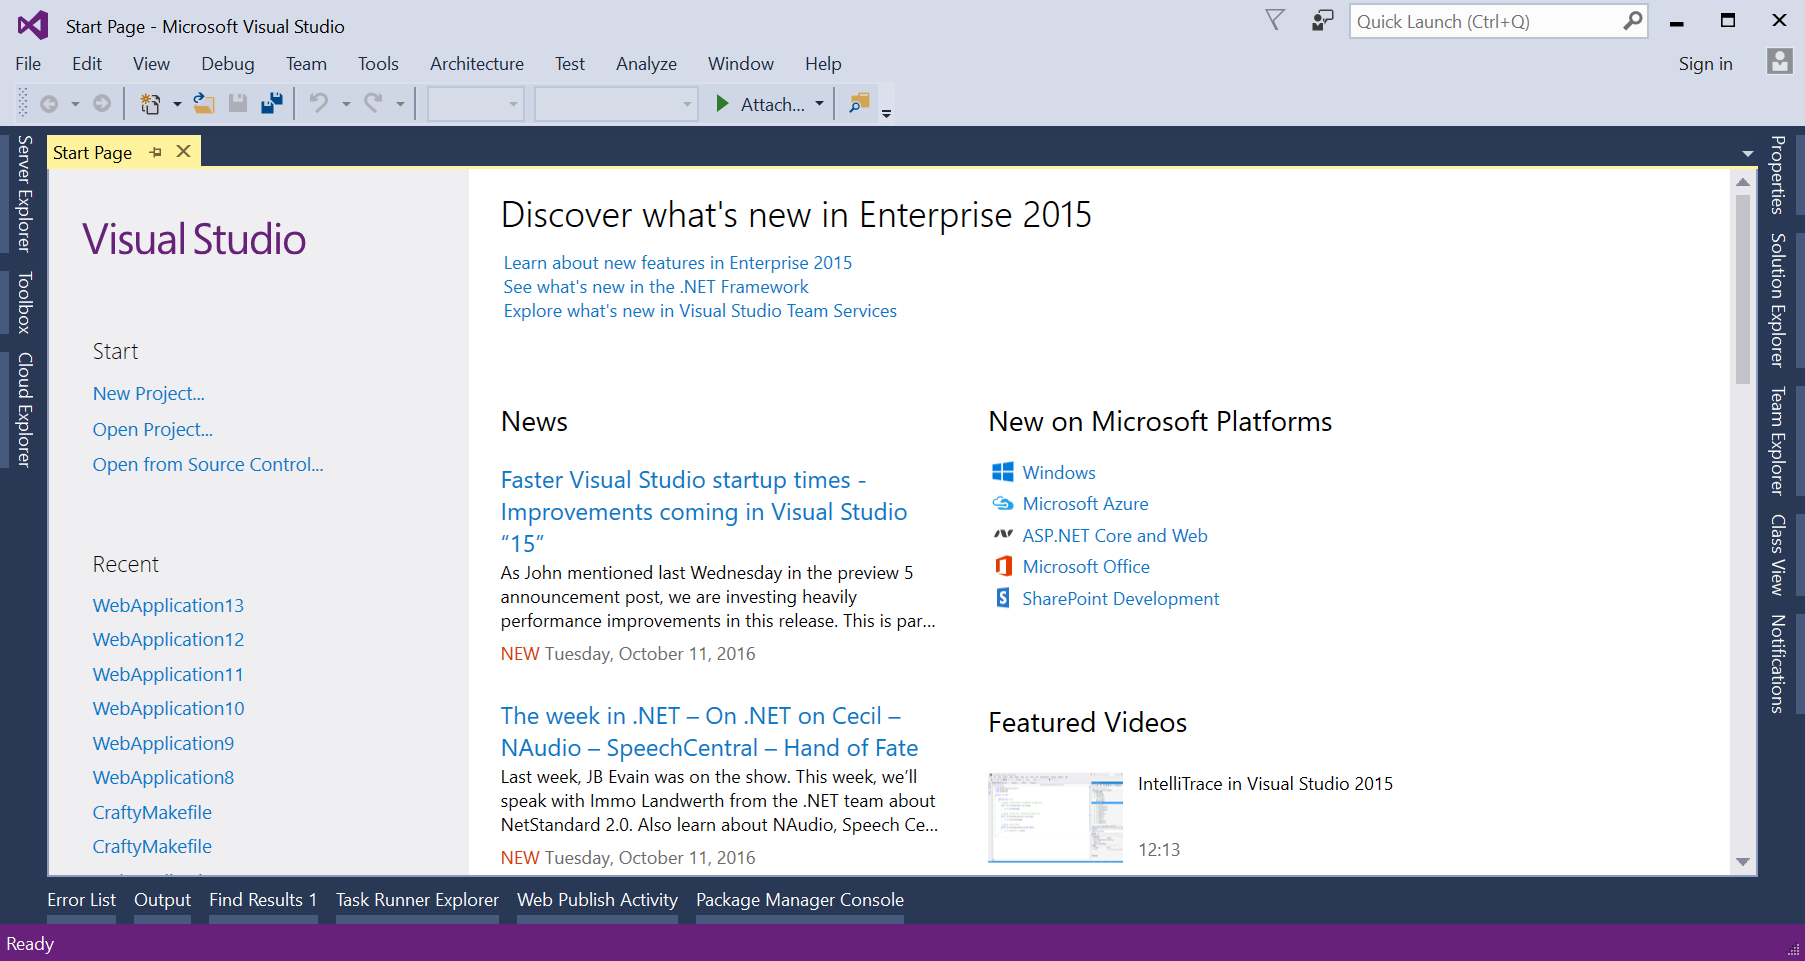 Start Page - Microsoft Visual Studio
Quick Launch (Ctrl+Q)
File Edit View Debug Team Tools Architecture Test Analyze Window Help
Sign in
Attach...
Server Explorer
Toolbox
Cloud Explorer
Start Page
Visual Studio
Start
New Project...
Open Project...
Open from Source Control...
Recent
WebApplication13
WebApplication12
WebApplication11
WebApplication10
WebApplication9
WebApplication8
CraftyMakefile
CraftyMakefile
Discover what's new in Enterprise 2015
Learn about new features in Enterprise 2015
See what's new in the .NET Framework
Explore what's new in Visual Studio Team Services
News
Faster Visual Studio startup times -
Improvements coming in Visual Studio
“15”
As John mentioned last Wednesday in the preview 5
announcement post, we are investing heavily
performance improvements in this release. This is par...
NEW Tuesday, October 11, 2016
The week in .NET – On .NET on Cecil –
NAudio – SpeechCentral – Hand of Fate
Last week, JB Evain was on the show. This week, we’ll
speak with Immo Landwerth from the .NET team about
NetStandard 2.0. Also learn about NAudio, Speech Ce...
NEW Tuesday, October 11, 2016
New on Microsoft Platforms
Windows
Microsoft Azure
ASP.NET Core and Web
Microsoft Office
SharePoint Development
Featured Videos
IntelliTrace in Visual Studio 2015
12:13
Properties
Solution Explorer
Team Explorer
Class View
Notifications
Error List Output Find Results 1 Task Runner Explorer Web Publish Activity Package Manager Console
Ready